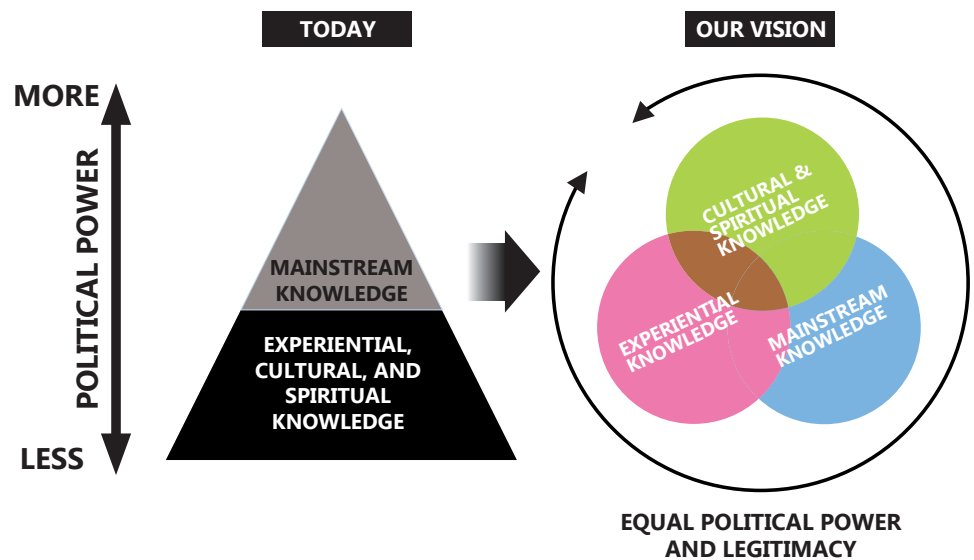 TODAY
OUR VISION
MORE
POLITICAL POWER
LESS
MAINSTREAM
KNOWLEDGE
EXPERIENTIAL,
CULTURAL, AND
SPIRITUAL
KNOWLEDGE
CULTURAL &
SPIRITUAL
KNOWLEDGE
EXPERIENTIAL
KNOWLEDGE
MAINSTREAM
KNOWLEDGE
EQUAL POLITICAL POWER
AND LEGITIMACY